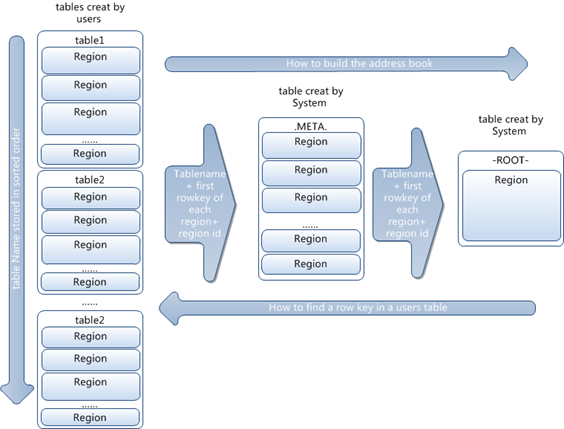 tables creat by
users
table1
Region
Region
Region
......
Region
table2
Region
Region
Region
......
Region
......
table2
Region
Region
Region
......
Region
table Name stored in sorted order
How to build the address book
Tablename
+ first
rowkey of
each
region+
region id
table creat by
System
.META.
Region
Region
Region
......
Region
Region
Tablename
+ first
rowkey of
each
region+
region id
table creat by
System
-ROOT-
Region
How to find a row key in a users table